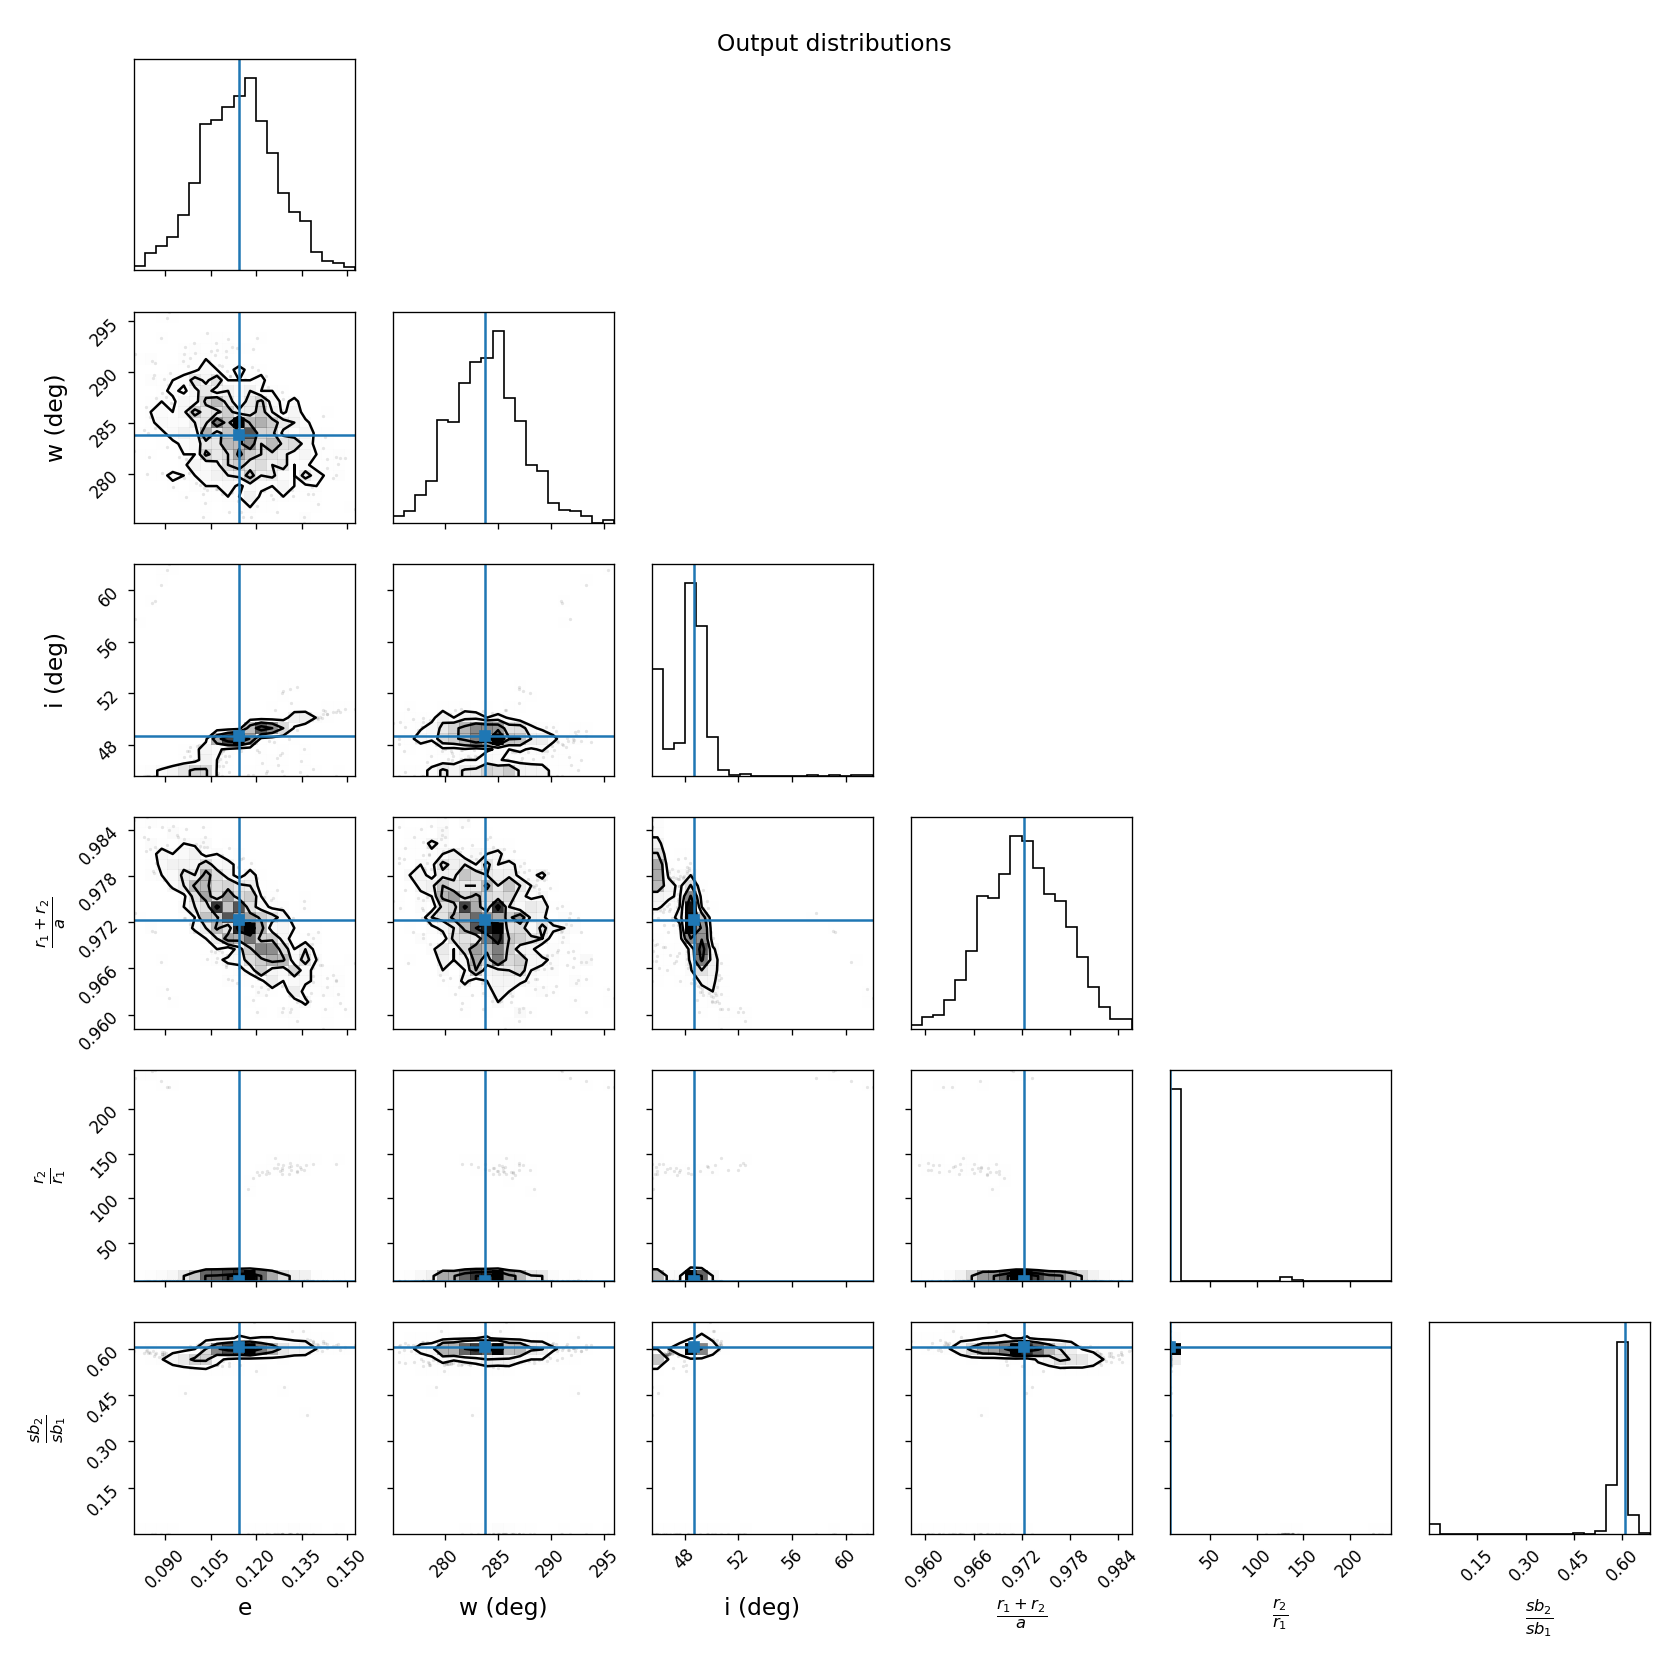 Output distributions
w (deg)
295
290
285
280
i (deg)
60
56
52
48
r₁ + r₂
a
0.984
0.978
0.972
0.966
0.960
r₂
r₁
200
150
100
50
sb₂
sb₁
0.60
0.45
0.30
0.15
0.090 0.105 0.120 0.135 0.150 280 285 290 295 48 52 56 60 0.960 0.966 0.972 0.978 0.984 50 100 150 200 0.15 0.30 0.45 0.60
e w (deg) i (deg) r₁ + r₂ r₂ sb₂
a r₁ sb₁